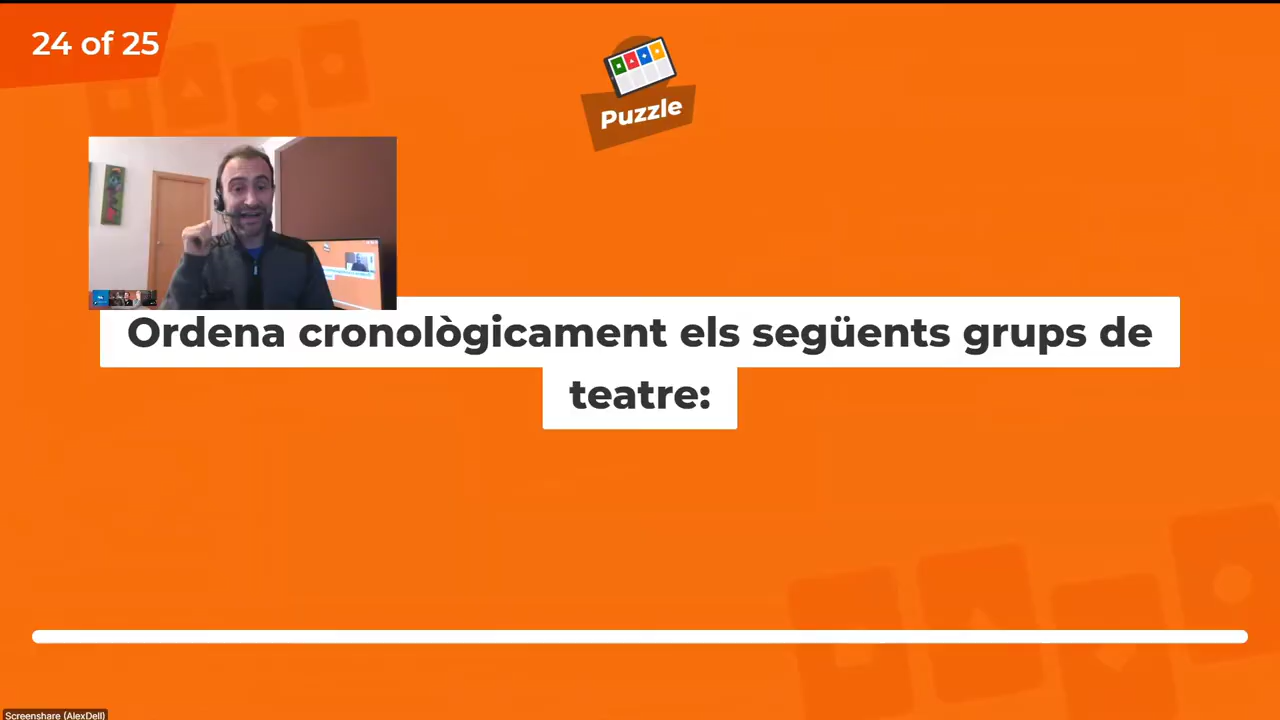 24 of 25
Puzzle
Ordena cronològicament els següents grups de
teatre:
Screenshare (AlexDell)